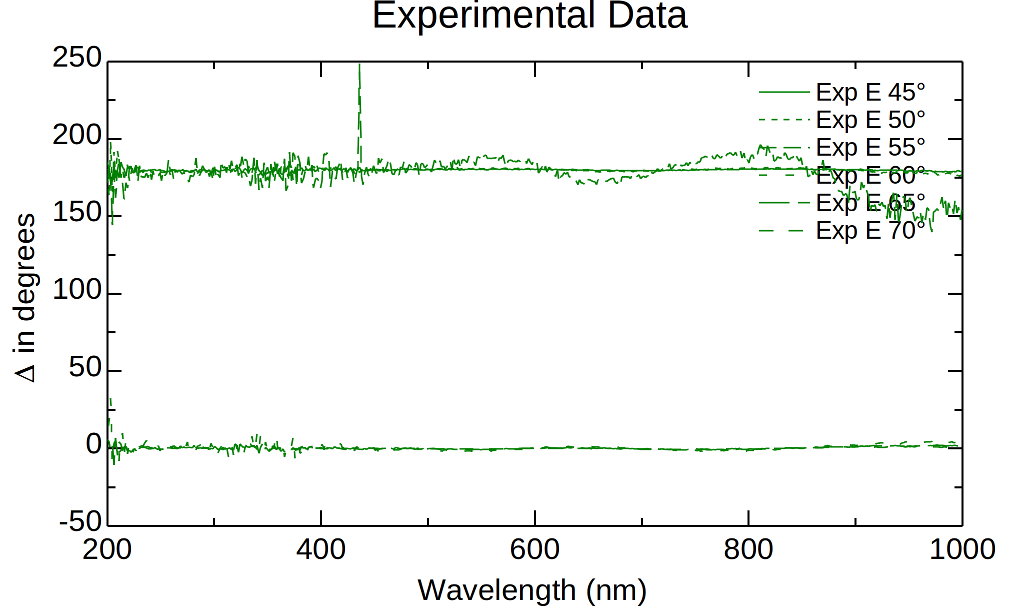 Experimental Data
250
200
150
100
50
0
-50
200
400
600
800
1000
Δ in degrees
Wavelength (nm)
Exp E 45°
Exp E 50°
Exp E 55°
Exp E 60°
Exp E 65°
Exp E 70°